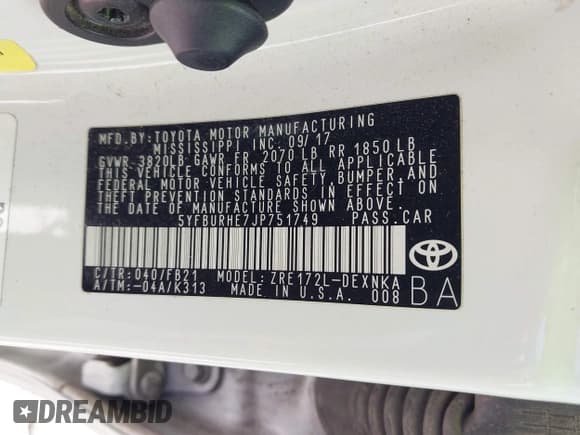 MFD.BY: TOYOTA MOTOR MANUFACTURING
MISSISSIPPI INC. 09/17
GVWR 3820LB GAWR FR 2070 LB RR 1850 LB
THIS VEHICLE CONFORMS TO ALL APPLICABLE
FEDERAL MOTOR VEHICLE SAFETY, BUMPER AND
THEFT PREVENTION STANDARDS IN EFFECT ON
THE DATE OF MANUFACTURE SHOWN ABOVE.
5YFBURHE7JP751749 PASS.CAR
C/TR: 040/FB21 MODEL: ZRE172L-DEXNKA
A/TM: -04A/K313 MADE IN U.S.A. 008
BA
DREAMBID